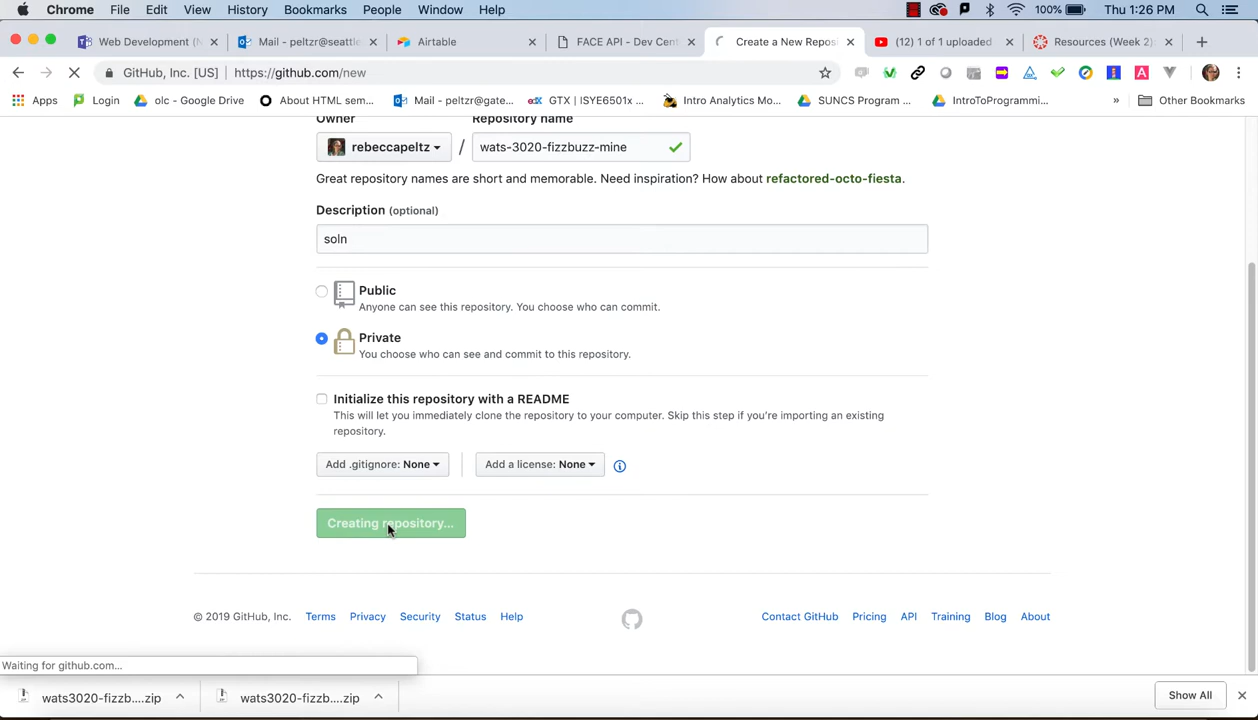 Chrome File Edit View History Bookmarks People Window Help 100% Thu 1:26 PM
Web Development (N Mail - peltzr@seattle Airtable FACE API - Dev Cent Create a New Repos (12) 1 of 1 uploaded Resources (Week 2):
GitHub, Inc. [US] https://github.com/new
Apps Login olc - Google Drive About HTML sem... Mail - peltzr@gate... GTX | ISYE6501x ... Intro Analytics Mo... SUNCS Program ... IntroToProgrammi... » Other Bookmarks
Owner Repository name
rebeccapeltz / wats-3020-fizzbuzz-mine
Great repository names are short and memorable. Need inspiration? How about refactored-octo-fiesta.
Description (optional)
soln
Public
Anyone can see this repository. You choose who can commit.
Private
You choose who can see and commit to this repository.
Initialize this repository with a README
This will let you immediately clone the repository to your computer. Skip this step if you're importing an existing
repository.
Add .gitignore: None Add a license: None
Creating repository...
© 2019 GitHub, Inc. Terms Privacy Security Status Help Contact GitHub Pricing API Training Blog About
Waiting for github.com...
wats3020-fizzb....zip wats3020-fizzb....zip Show All